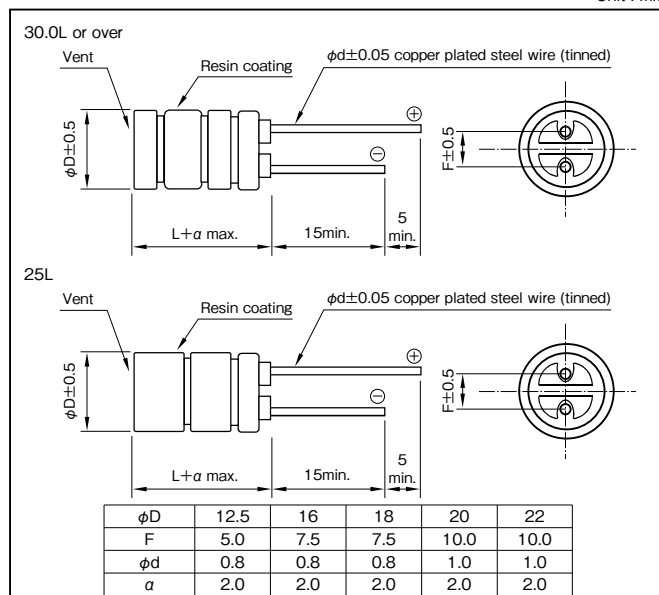 30.0L or over
Vent
Resin coating
ϕd±0.05 copper plated steel wire (tinned)
ϕD±0.5
⊕
⊖
F±0.5
L+α max.
15min.
5
min.
25L
Vent
Resin coating
ϕd±0.05 copper plated steel wire (tinned)
ϕD±0.5
⊕
⊖
F±0.5
L+α max.
15min.
5
min.
ϕD 12.5 16 18 20 22
F 5.0 7.5 7.5 10.0 10.0
ϕd 0.8 0.8 0.8 1.0 1.0
α 2.0 2.0 2.0 2.0 2.0